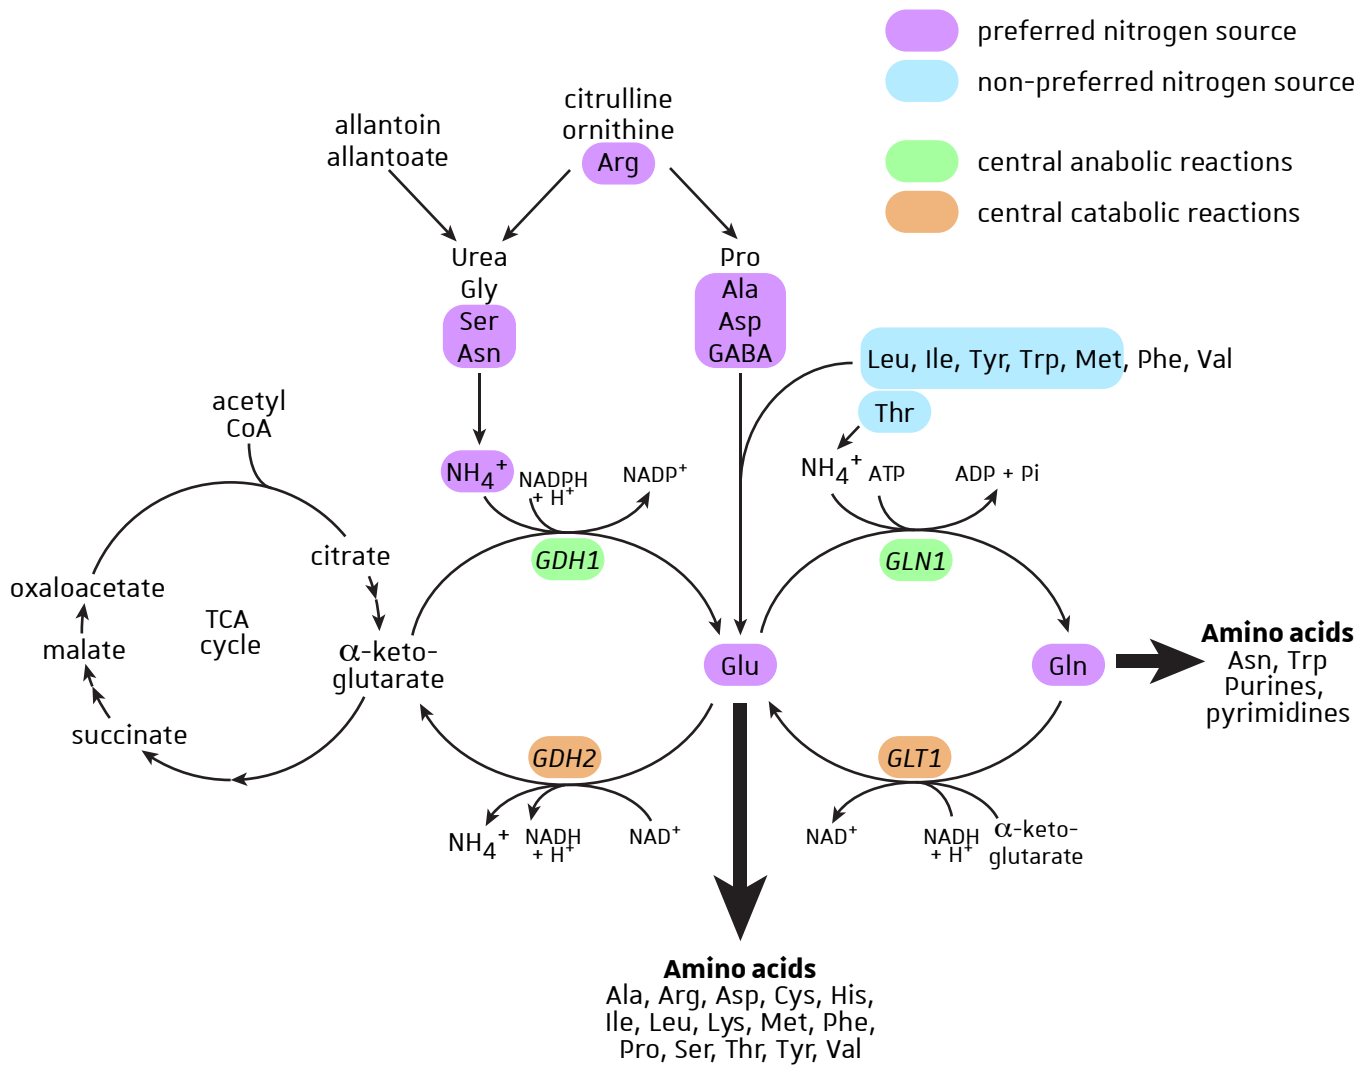 preferred nitrogen source
non-preferred nitrogen source
central anabolic reactions
central catabolic reactions
citrulline
ornithine
Arg
allantoin
allantoate
Urea
Gly
Ser
Asn
Pro
Ala
Asp
GABA
Leu, Ile, Tyr, Trp, Met, Phe, Val
Thr
acetyl
CoA
NH₄⁺
NADPH
+ H⁺
NADP⁺
NH₄⁺
ATP
ADP + Pi
citrate
GDH1
GLN1
oxaloacetate
TCA
cycle
malate
α-keto-
glutarate
succinate
Glu
Gln
Amino acids
Asn, Trp
Purines,
pyrimidines
GDH2
GLT1
NH₄⁺
NADH
+ H⁺
NAD⁺
NAD⁺
NADH
+ H⁺
α-keto-
glutarate
Amino acids
Ala, Arg, Asp, Cys, His,
Ile, Leu, Lys, Met, Phe,
Pro, Ser, Thr, Tyr, Val